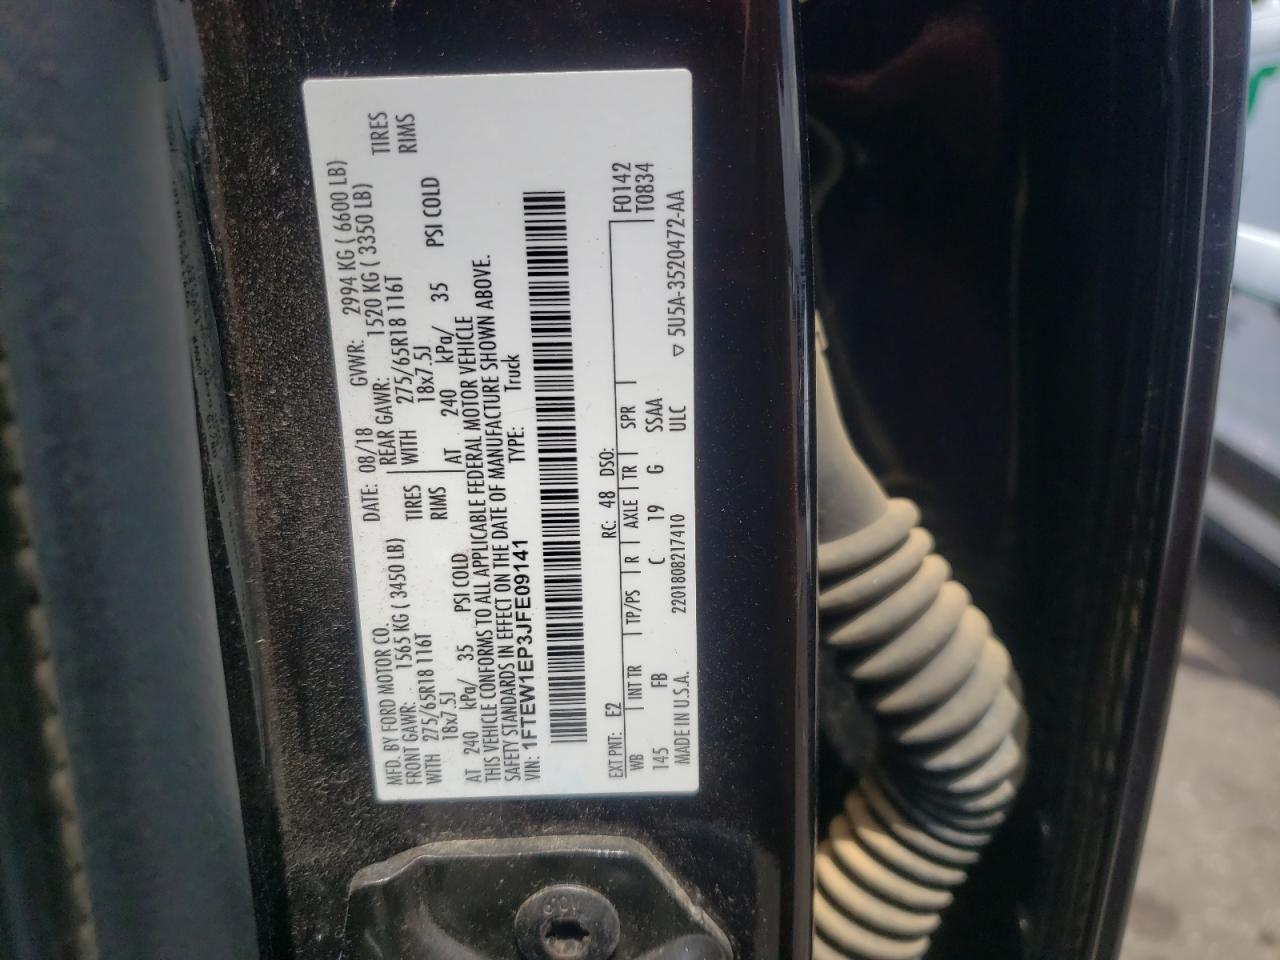 MFD. BY FORD MOTOR CO. DATE: 08/18 GVWR: 2994 KG ( 6600 LB)
FRONT GAWR: 1565 KG ( 3450 LB) REAR GAWR: 1520 KG ( 3350 LB)
WITH 275/65R18 116T TIRES WITH 275/65R18 116T TIRES
18x7.5J RIMS 18x7.5J RIMS
AT 240 kPa/ 35 PSI COLD AT 240 kPa/ 35 PSI COLD
THIS VEHICLE CONFORMS TO ALL APPLICABLE FEDERAL MOTOR VEHICLE
SAFETY STANDARDS IN EFFECT ON THE DATE OF MANUFACTURE SHOWN ABOVE.
VIN: 1FTEW1EP3JFE09141 TYPE: Truck
EXT PNT: E2 RC: 48 DSO: F0142
WB INT TR TP/PS R AXLE TR SPR T0834
145 FB C 19 G SSAA
MADE IN U.S.A. 2201808217410 ULC ▽ 5U5A-3520472-AA